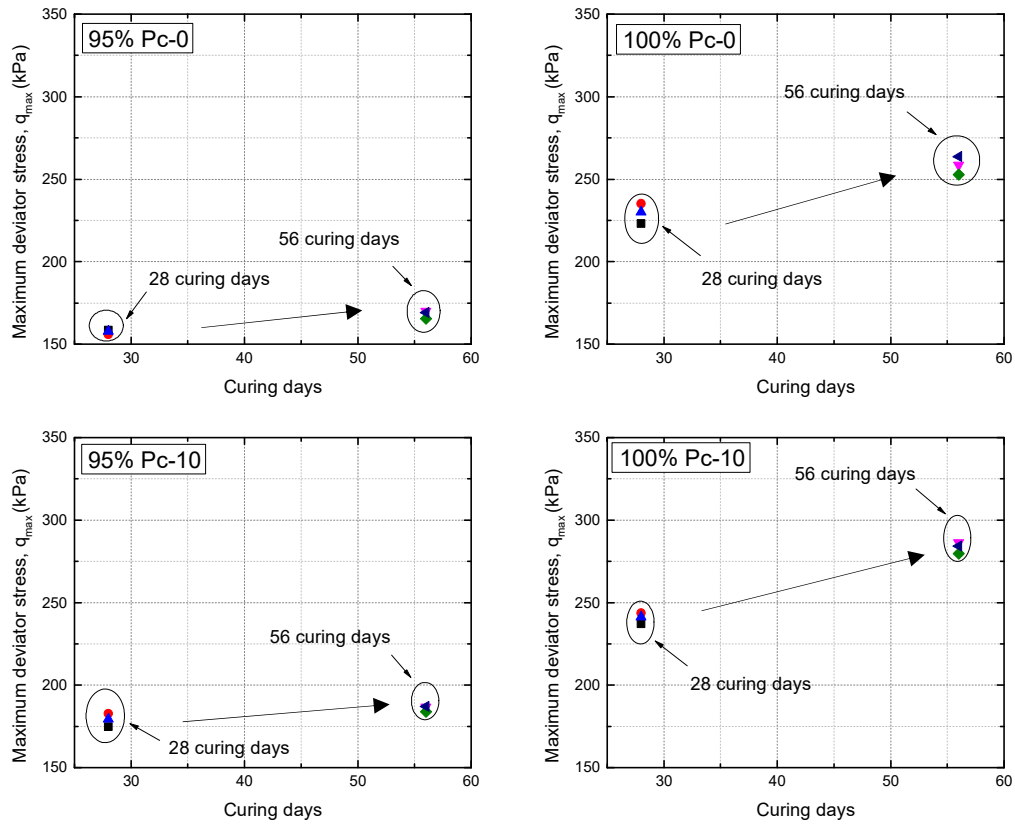 95% Pc-0
Maximum deviator stress, qmax (kPa)
350
300
250
200
150
56 curing days
28 curing days
30 40 50 60
Curing days
100% Pc-0
Maximum deviator stress, qmax (kPa)
350
300
250
200
150
56 curing days
28 curing days
30 40 50 60
Curing days
95% Pc-10
Maximum deviator stress, qmax (kPa)
350
300
250
200
150
56 curing days
28 curing days
30 40 50 60
Curing days
100% Pc-10
Maximum deviator stress, qmax (kPa)
350
300
250
200
150
56 curing days
28 curing days
30 40 50 60
Curing days